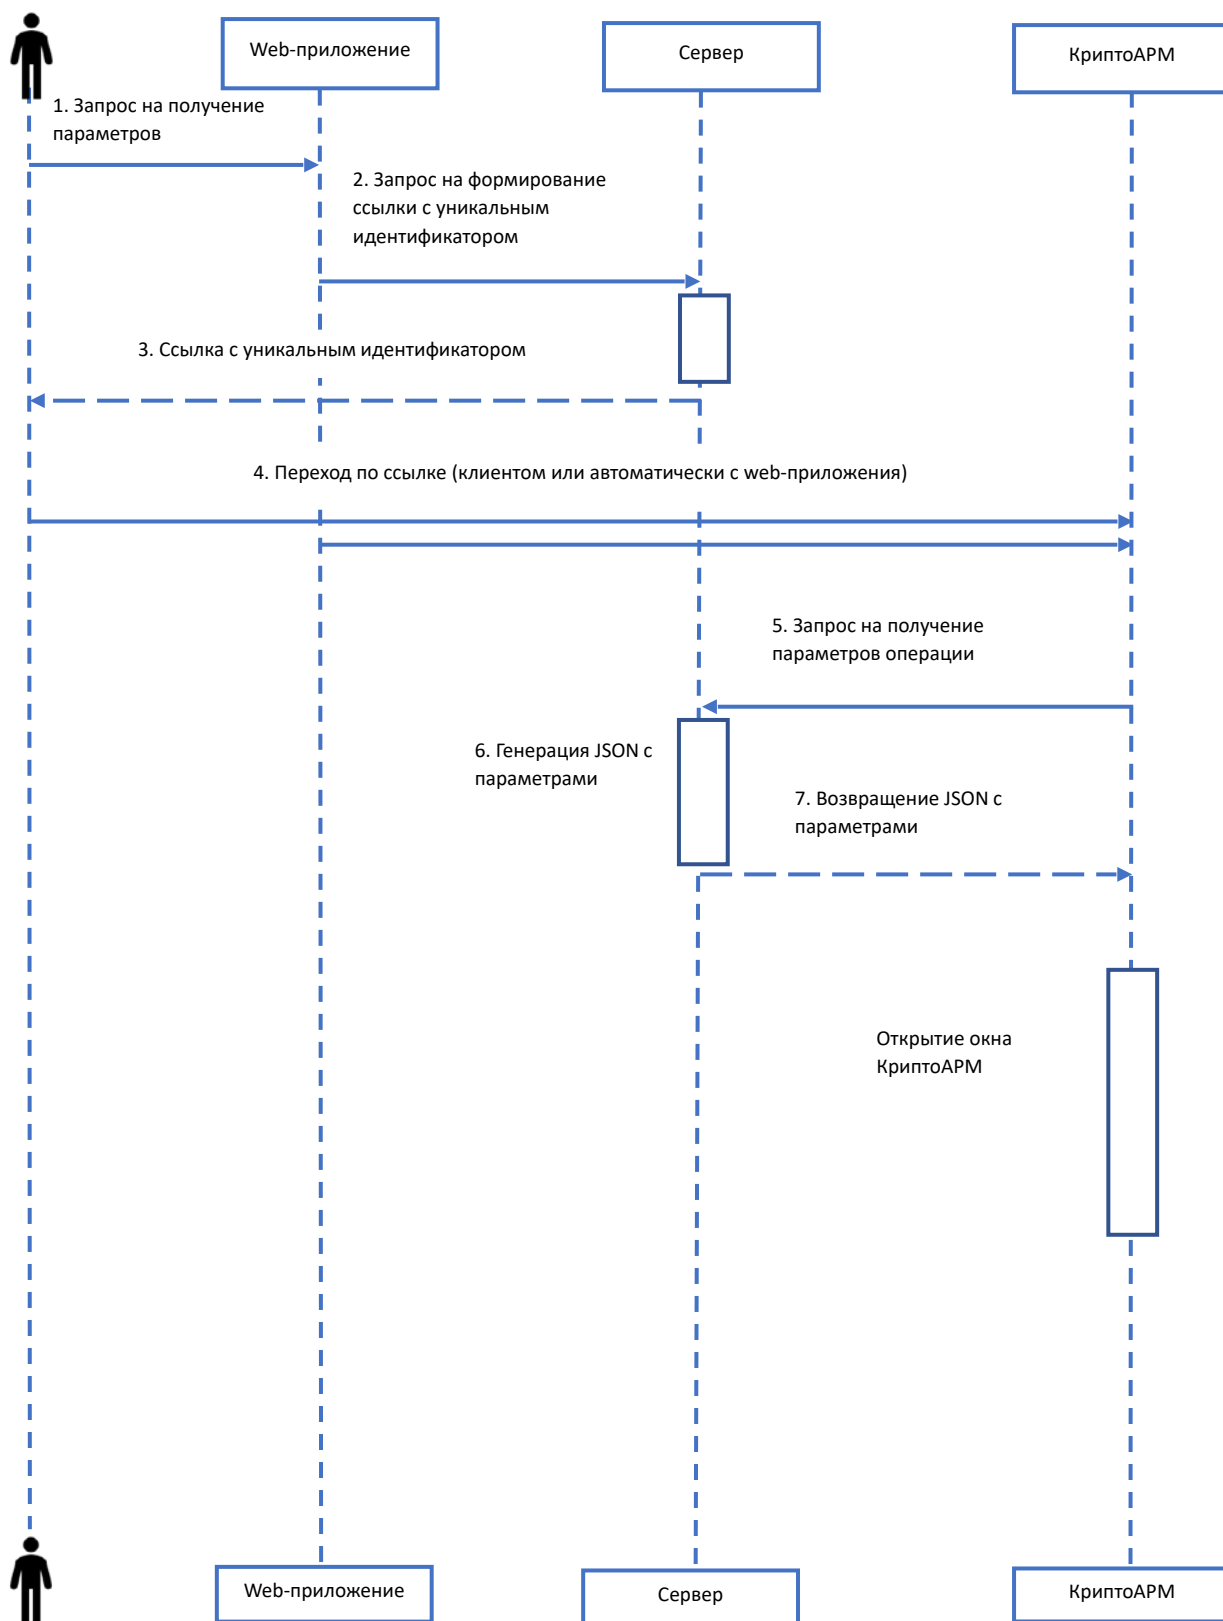 Web-приложение
Сервер
КриптоАРМ
1. Запрос на получение
параметров
2. Запрос на формирование
ссылки с уникальным
идентификатором
3. Ссылка с уникальным идентификатором
4. Переход по ссылке (клиентом или автоматически с web-приложения)
5. Запрос на получение
параметров операции
6. Генерация JSON с
параметрами
7. Возвращение JSON с
параметрами
Открытие окна
КриптоАРМ
Web-приложение
Сервер
КриптоАРМ